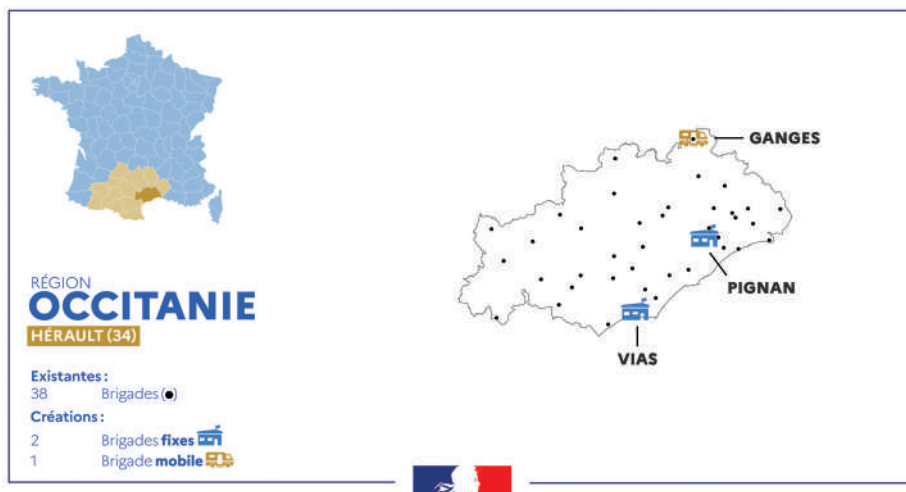 GANGES
PIGNAN
VIAS
RÉGION
OCCITANIE
HÉRAULT (34)
Existantes :
38 Brigades (●)
Créations :
2 Brigades fixes
1 Brigade mobile